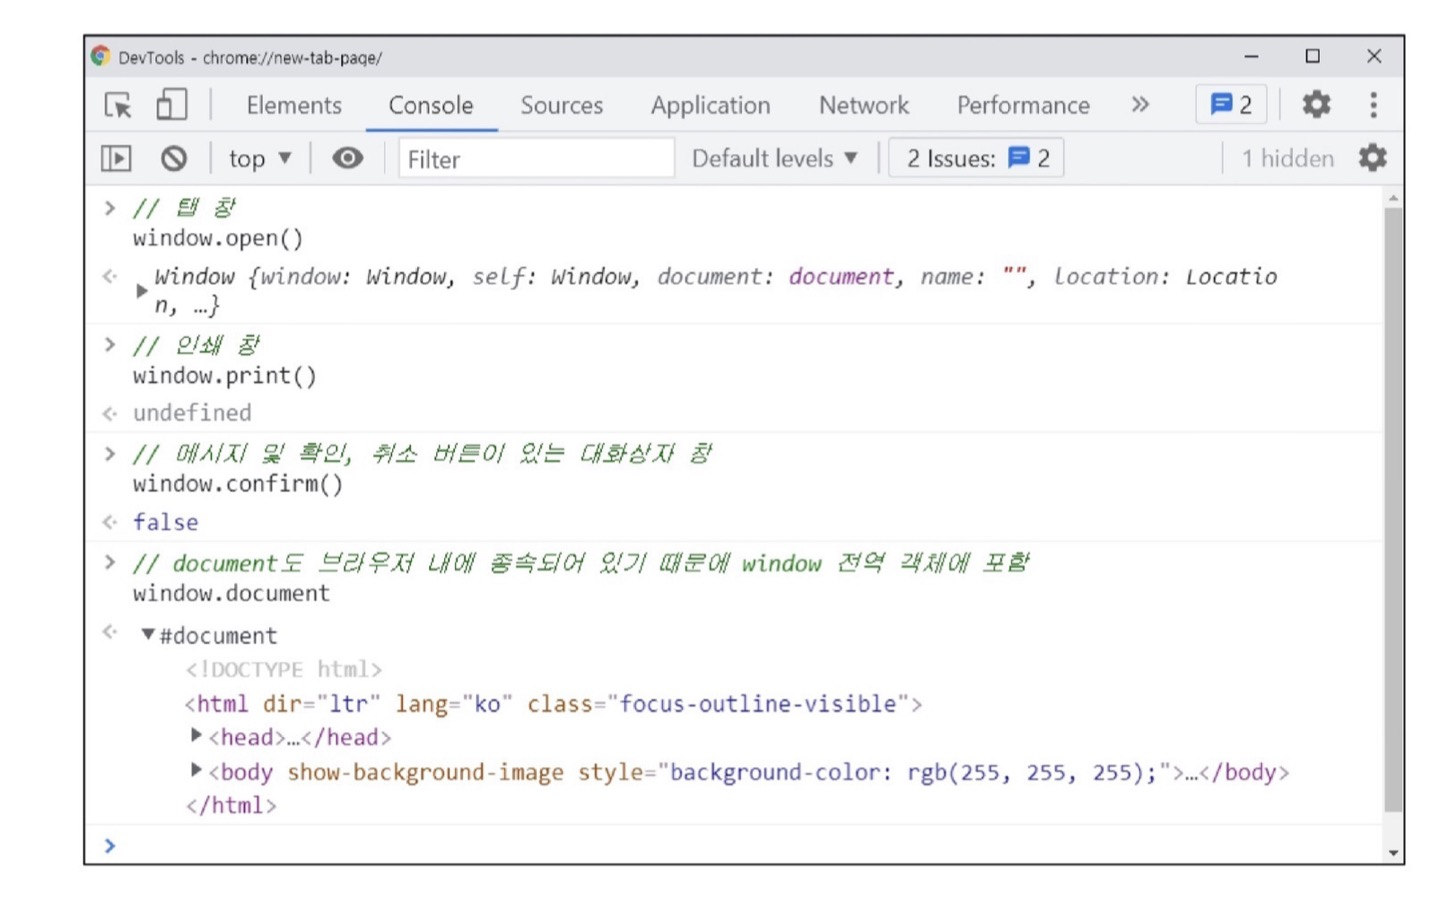 DevTools - chrome://new-tab-page/
Elements Console Sources Application Network Performance » 2
top ▼ Filter Default levels ▼ 2 Issues: 2 1 hidden
> // 탭 창
window.open()
Window {window: Window, self: Window, document: document, name: "", location: Locatio
n, …}
> // 인쇄 창
window.print()
undefined
> // 메시지 및 확인, 취소 버튼이 있는 대화상자 창
window.confirm()
false
> // document도 브라우저 내에 종속되어 있기 때문에 window 전역 객체에 포함
window.document
▼#document
<!DOCTYPE html>
<html dir="ltr" lang="ko" class="focus-outline-visible">
▶<head>…</head>
▶<body show-background-image style="background-color: rgb(255, 255, 255);">…</body>
</html>
>